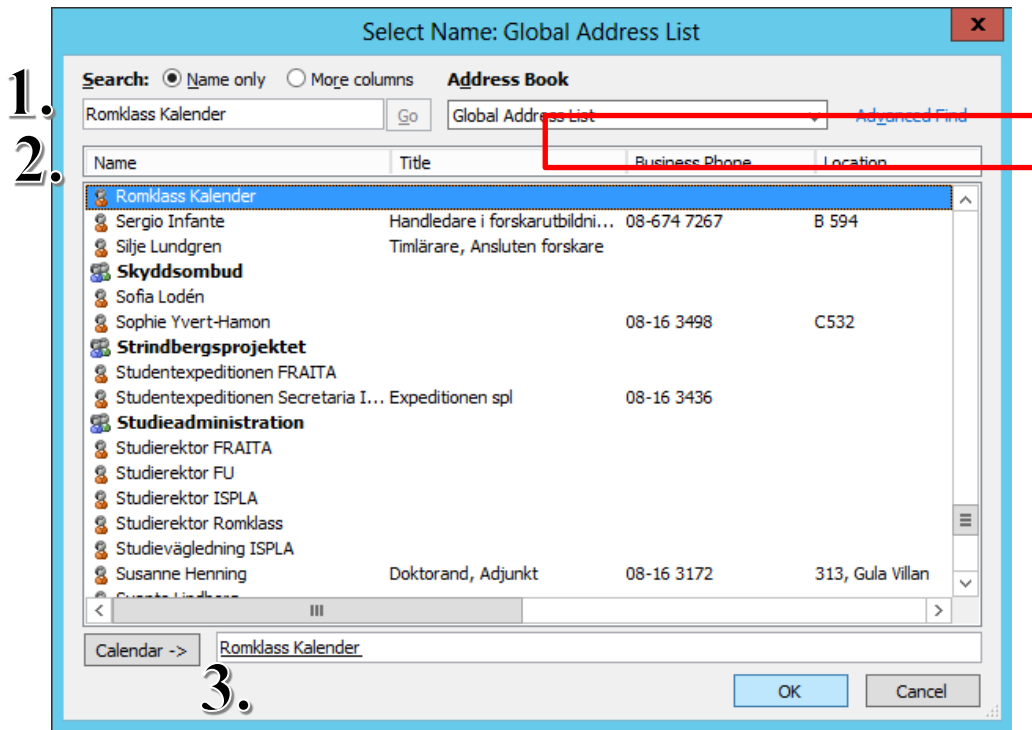 Select Name: Global Address List
x
Search: Name only More columns Address Book
1.
Romklass Kalender Go Global Address List Advanced Find
2.
Name Title Business Phone Location
Romklass Kalender
Sergio Infante Handledare i forskarutbildni... 08-674 7267 B 594
Silje Lundgren Timlärare, Ansluten forskare
Skyddsombud
Sofia Lodén
Sophie Yvert-Hamon 08-16 3498 C532
Strindbergsprojektet
Studentexpeditionen FRAITA
Studentexpeditionen Secretaria I... Expeditionen spl 08-16 3436
Studieadministration
Studierektor FRAITA
Studierektor FU
Studierektor ISPLA
Studierektor Romklass
Studievägledning ISPLA
Susanne Henning Doktorand, Adjunkt 08-16 3172 313, Gula Villan
Calendar -> Romklass Kalender
3.
OK Cancel